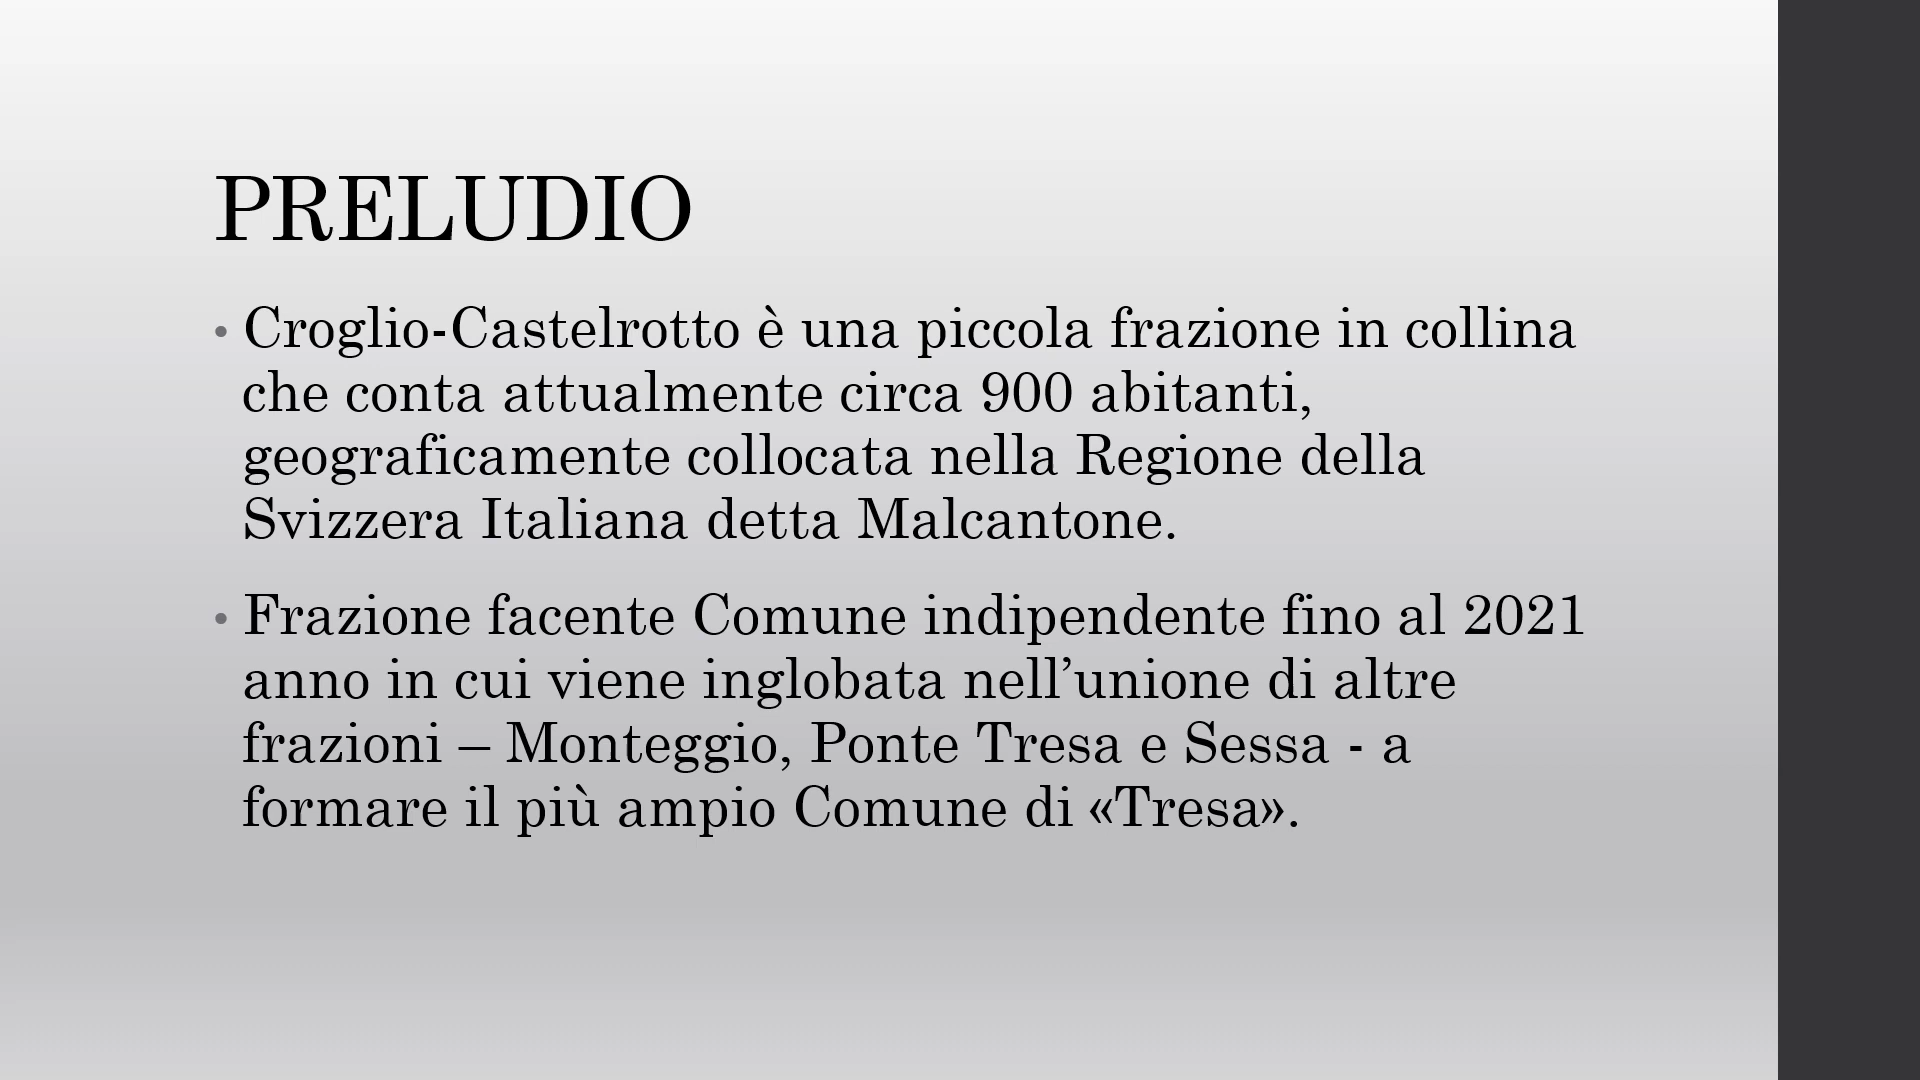 PRELUDIO
• Croglio-Castelrotto è una piccola frazione in collina
che conta attualmente circa 900 abitanti,
geograficamente collocata nella Regione della
Svizzera Italiana detta Malcantone.
• Frazione facente Comune indipendente fino al 2021
anno in cui viene inglobata nell’unione di altre
frazioni – Monteggio, Ponte Tresa e Sessa - a
formare il più ampio Comune di «Tresa».